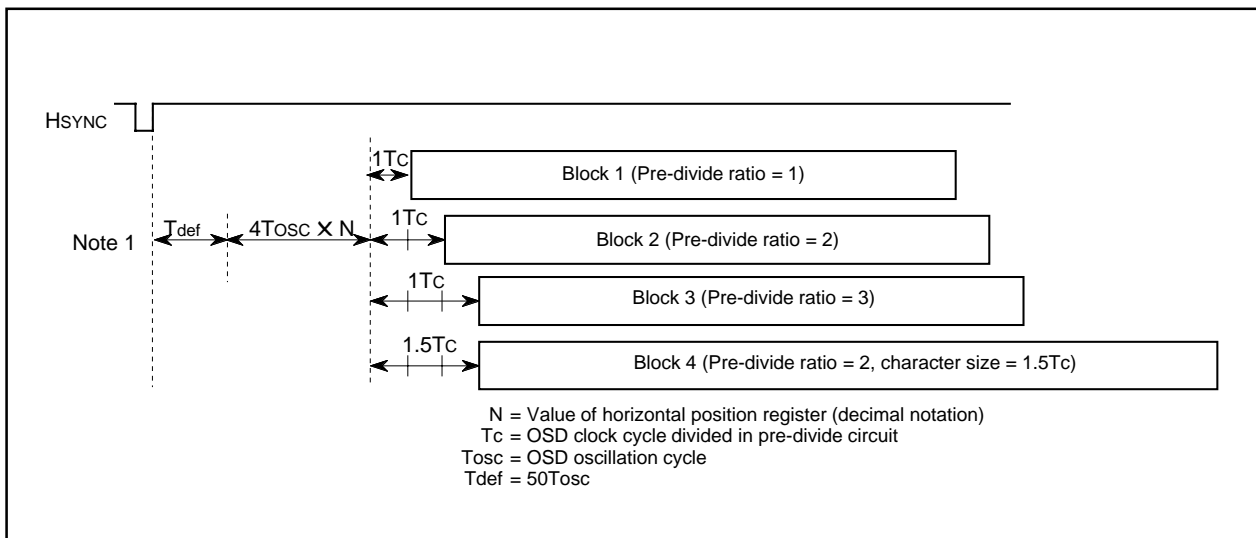 HSYNC
1TC
Block 1 (Pre-divide ratio = 1)
Note 1
Tdef
4TOSC × N
1TC
Block 2 (Pre-divide ratio = 2)
1TC
Block 3 (Pre-divide ratio = 3)
1.5TC
Block 4 (Pre-divide ratio = 2, character size = 1.5Tc)
N = Value of horizontal position register (decimal notation)
Tc = OSD clock cycle divided in pre-divide circuit
Tosc = OSD oscillation cycle
Tdef = 50Tosc